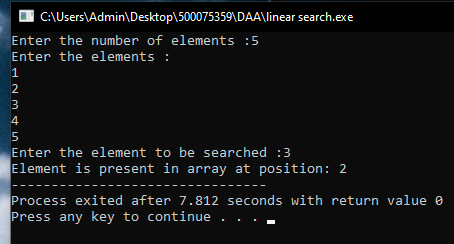 C:\Users\Admin\Desktop\500075359\DAA\linear search.exe
Enter the number of elements :5
Enter the elements :
1
2
3
4
5
Enter the element to be searched :3
Element is present in array at position: 2
--------------------------------
Process exited after 7.812 seconds with return value 0
Press any key to continue . . .